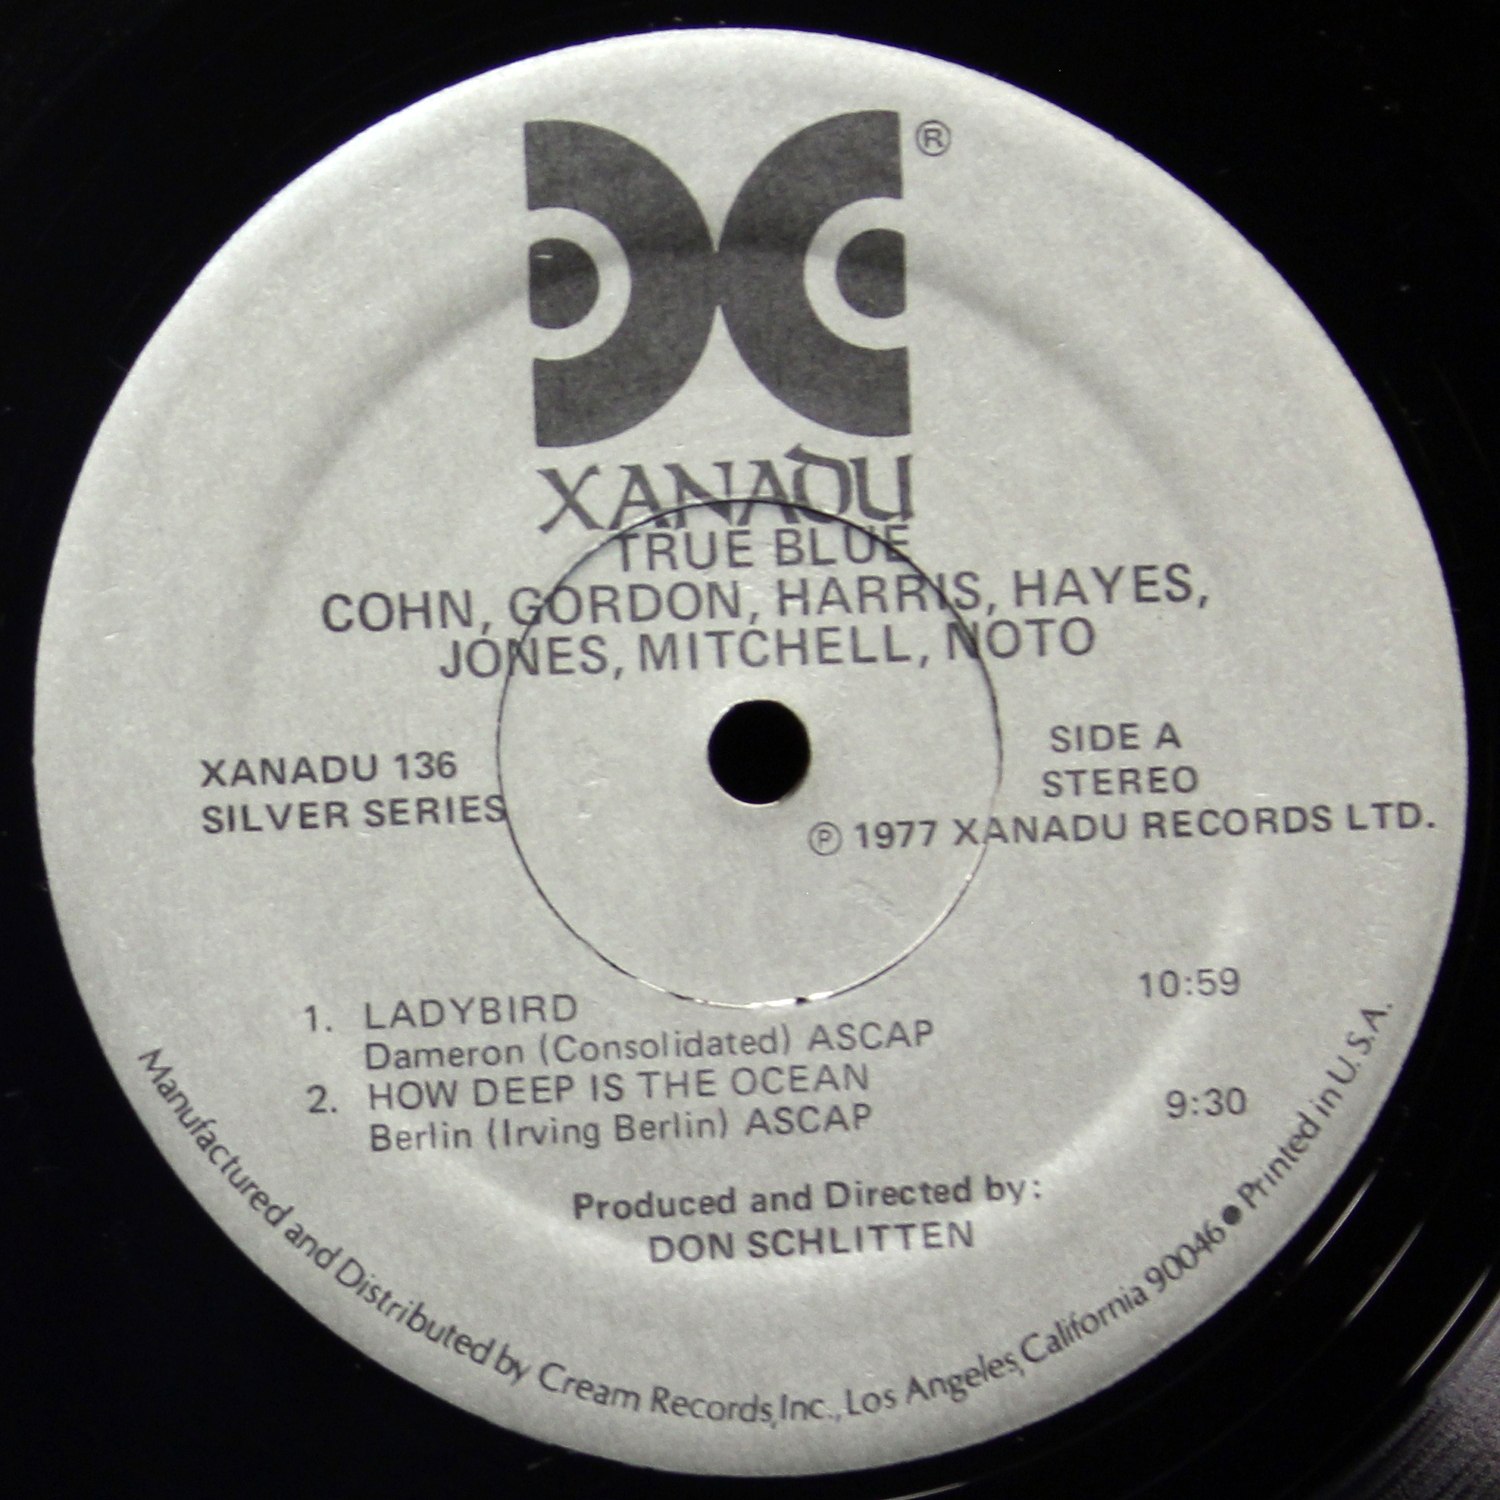 ®
XANADU
TRUE BLUE
COHN, GORDON, HARRIS, HAYES,
JONES, MITCHELL, NOTO
XANADU 136
SILVER SERIES
SIDE A
STEREO
℗ 1977 XANADU RECORDS LTD.
1. LADYBIRD 10:59
Dameron (Consolidated) ASCAP
2. HOW DEEP IS THE OCEAN 9:30
Berlin (Irving Berlin) ASCAP
Produced and Directed by:
DON SCHLITTEN
Manufactured and Distributed by Cream Records, Inc., Los Angeles, California 90046 ● Printed in U.S.A.